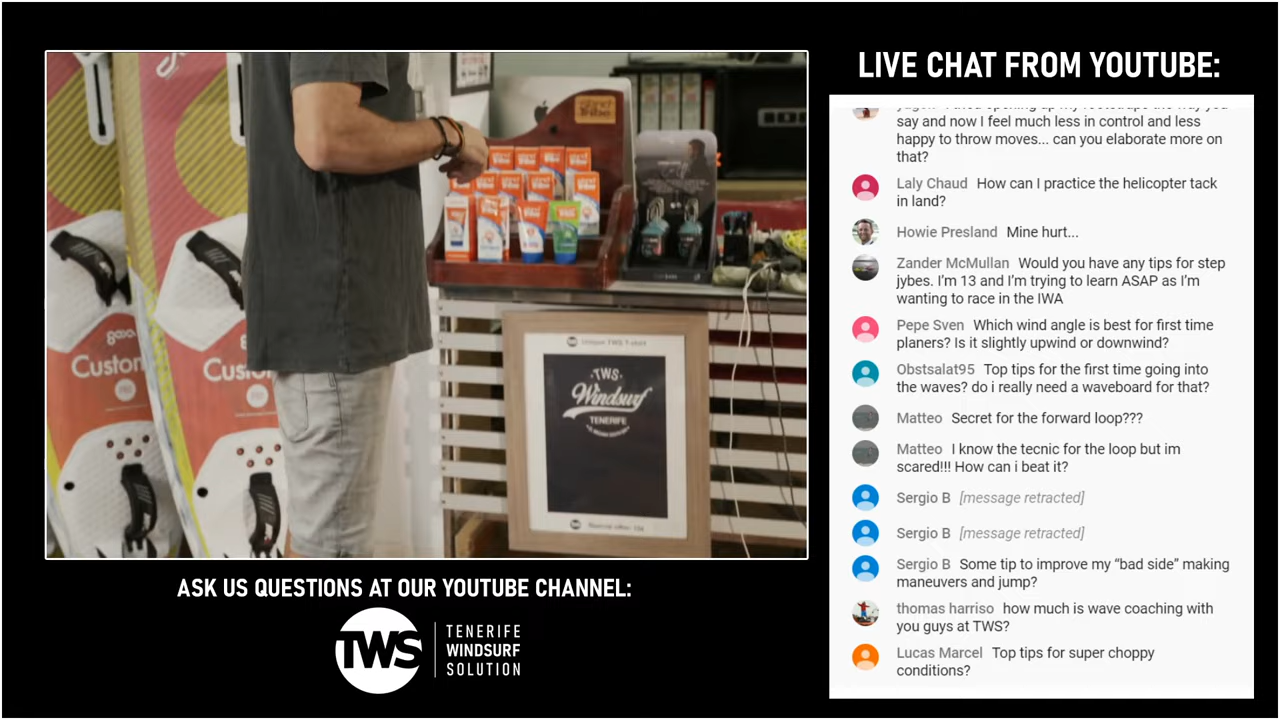 LIVE CHAT FROM YOUTUBE:
say and now I feel much less in control and less
happy to throw moves... can you elaborate more on
that?
Laly Chaud How can I practice the helicopter tack
in land?
Howie Presland Mine hurt...
Zander McMullan Would you have any tips for step
jybes. I'm 13 and I'm trying to learn ASAP as I'm
wanting to race in the IWA
Pepe Sven Which wind angle is best for first time
planers? Is it slightly upwind or downwind?
Obstsalat95 Top tips for the first time going into
the waves? do i really need a waveboard for that?
Matteo Secret for the forward loop???
Matteo I know the tecnic for the loop but im
scared!!! How can i beat it?
Sergio B [message retracted]
Sergio B [message retracted]
Sergio B Some tip to improve my “bad side” making
maneuvers and jump?
thomas harriso how much is wave coaching with
you guys at TWS?
Lucas Marcel Top tips for super choppy
conditions?
goya
Custom
goya
Custom
Unique TWS T-shirt
TWS
Windsurf
TENERIFE
ASK US QUESTIONS AT OUR YOUTUBE CHANNEL:
TWS
TENERIFE
WINDSURF
SOLUTION